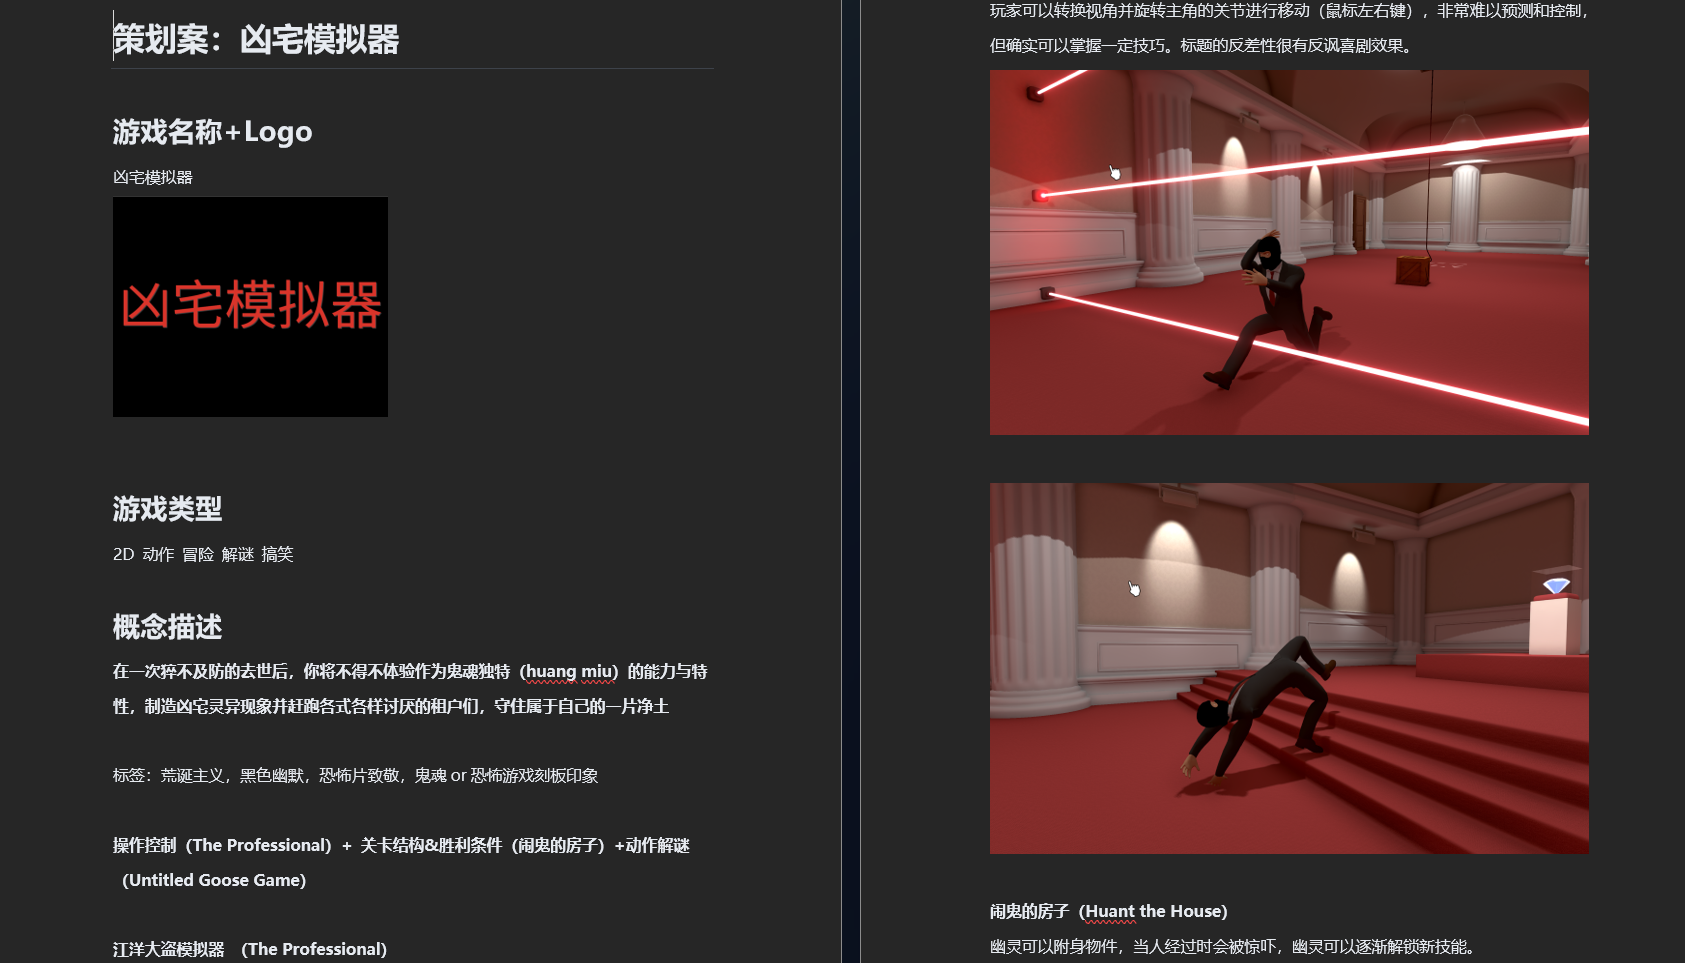 策划案：凶宅模拟器
游戏名称+Logo
凶宅模拟器
凶宅模拟器
游戏类型
2D 动作 冒险 解谜 搞笑
概念描述
在一次猝不及防的去世后，你将不得不体验作为鬼魂独特（huang miu）的能力与特
性，制造凶宅灵异现象并赶跑各式各样讨厌的租户们，守住属于自己的一片净土
标签：荒诞主义，黑色幽默，恐怖片致敬，鬼魂 or 恐怖游戏刻板印象
操作控制（The Professional）+ 关卡结构&胜利条件（闹鬼的房子）+动作解谜
（Untitled Goose Game）
江洋大盗模拟器 （The Professional）
玩家可以转换视角并旋转主角的关节进行移动（鼠标左右键），非常难以预测和控制，
但确实可以掌握一定技巧。标题的反差性很有反讽喜剧效果。
闹鬼的房子（Huant the House）
幽灵可以附身物件，当人经过时会被惊吓，幽灵可以逐渐解锁新技能。